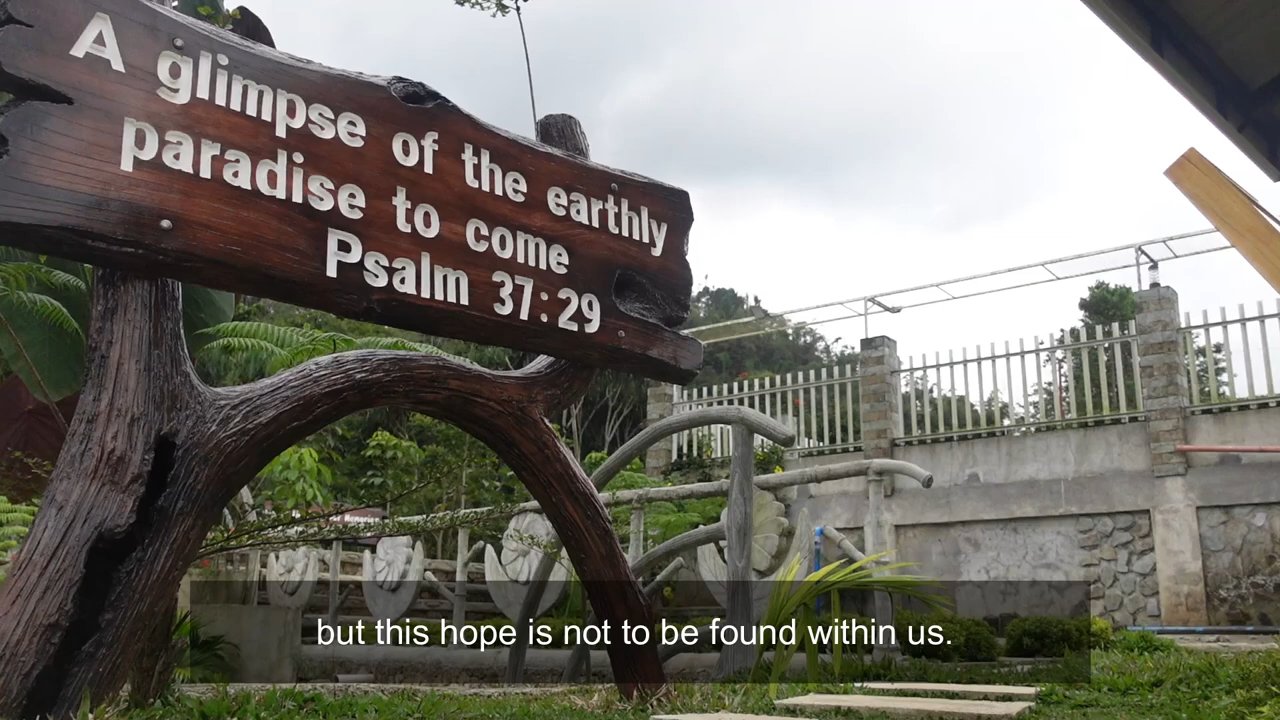 A glimpse of the earthly
paradise to come
Psalm 37:29
but this hope is not to be found within us.